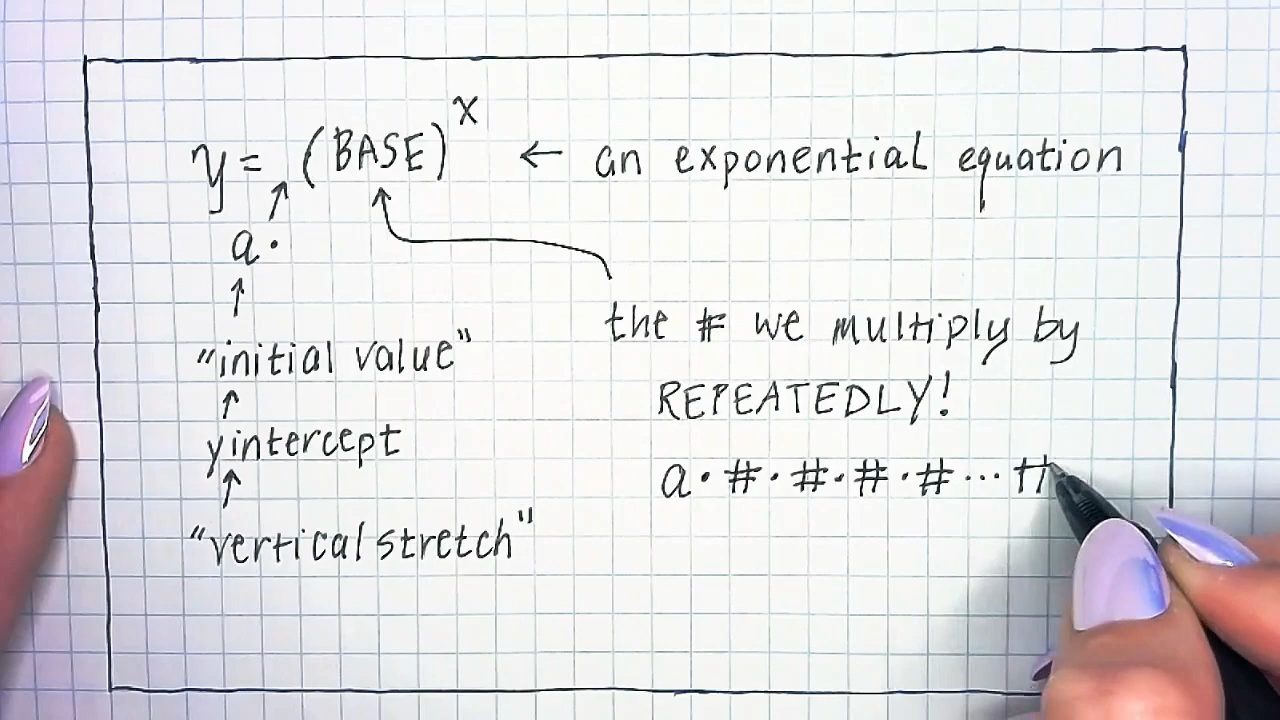 y = (BASE)^x ← an exponential equation
a ·
"initial value"
yintercept
"vertical stretch"
the # we multiply by
REPEATEDLY!
a · # · # · # · # ...